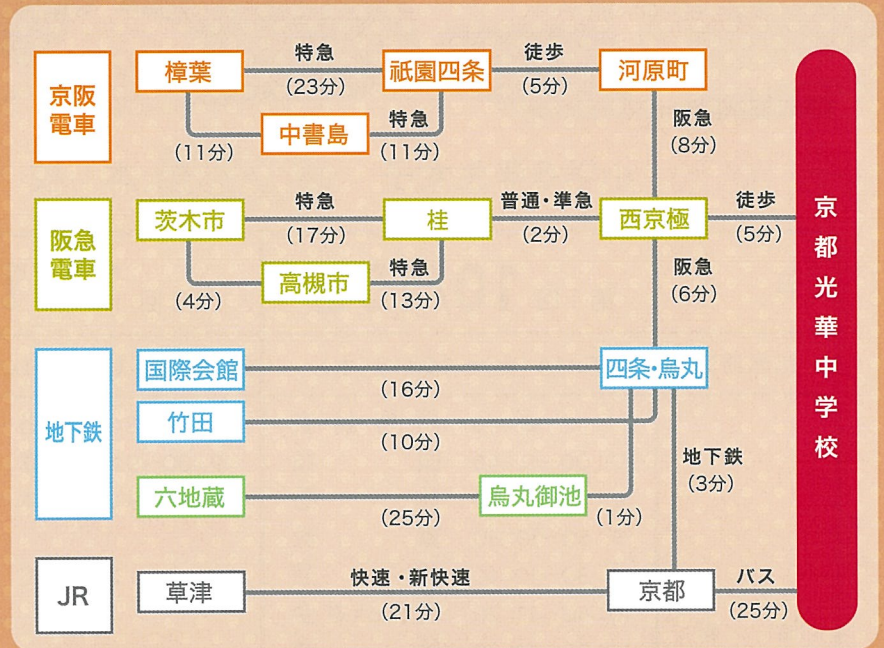 京阪
電車
樟葉
特急
(23分)
祇園四条
徒歩
(5分)
河原町
(11分)
中書島
特急
(11分)
阪急
(8分)
阪急
電車
茨木市
特急
(17分)
桂
普通・準急
(2分)
西京極
徒歩
(5分)
(4分)
高槻市
特急
(13分)
阪急
(6分)
地下鉄
国際会館
(16分)
四条・烏丸
竹田
(10分)
六地蔵
(25分)
烏丸御池
(1分)
地下鉄
(3分)
JR
草津
快速・新快速
(21分)
京都
バス
(25分)
京都光華中学校